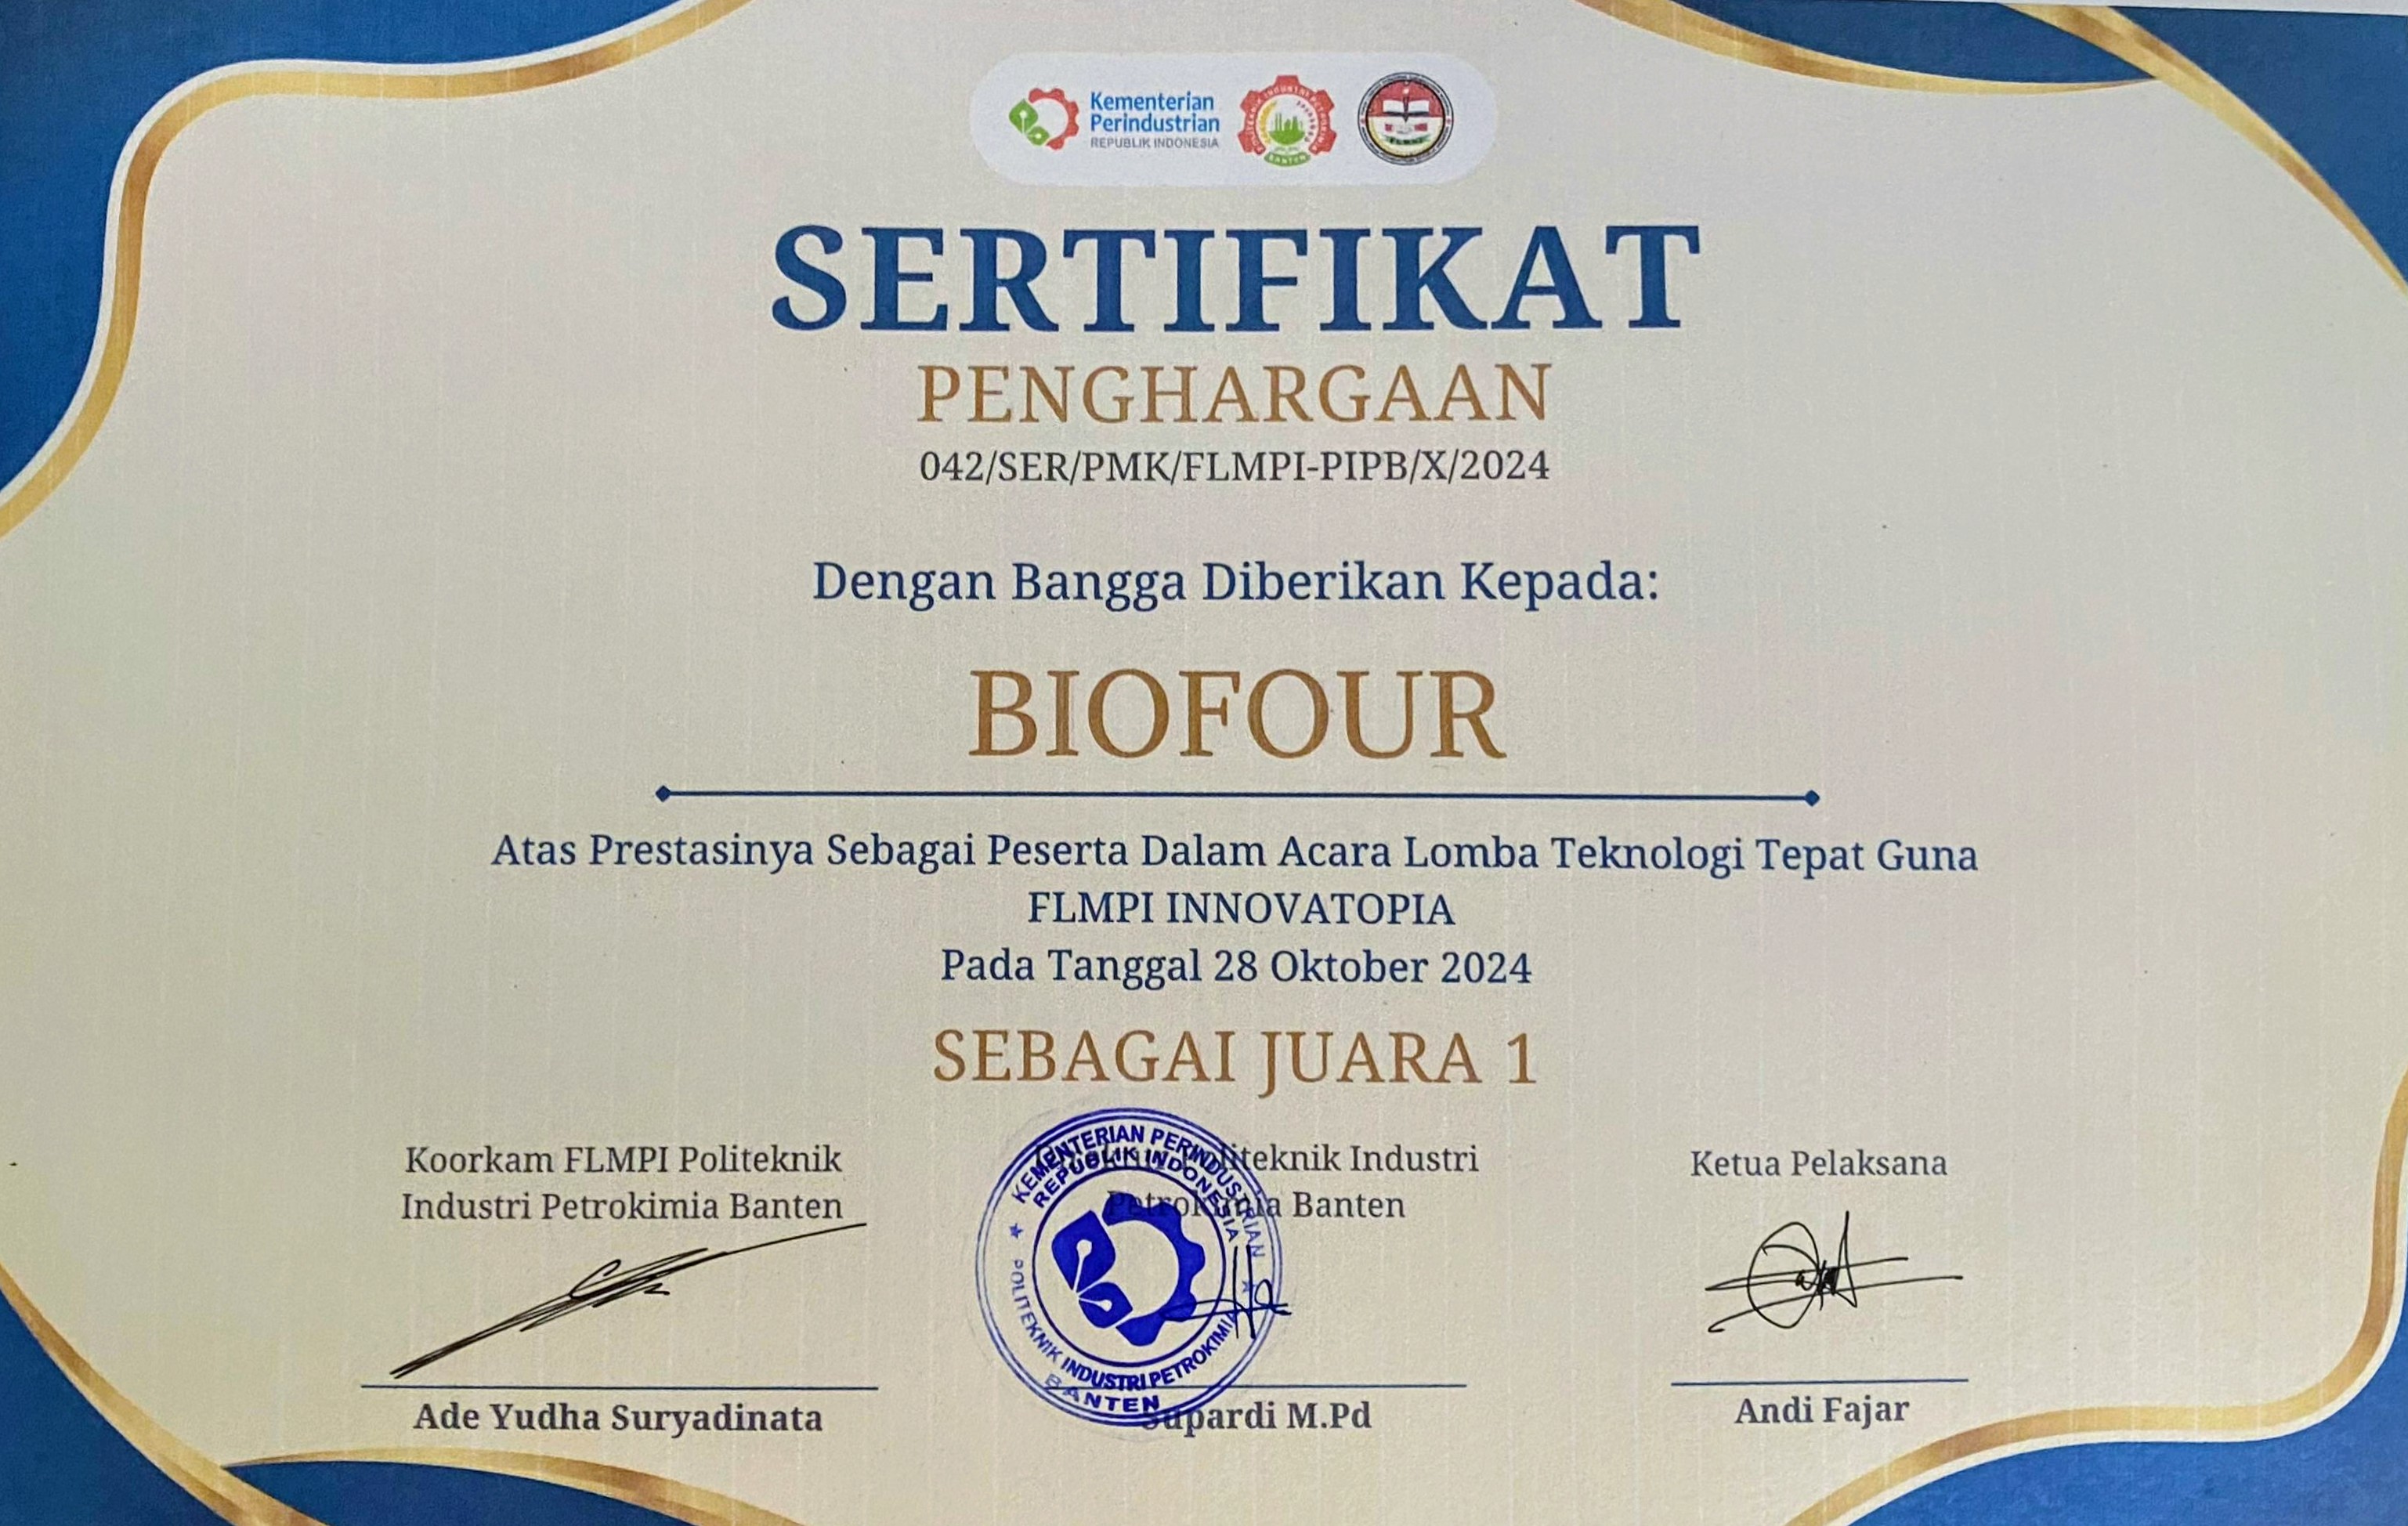 Kementerian
Perindustrian
REPUBLIK INDONESIA
BANTEN
SERTIFIKAT
PENGHARGAAN
042/SER/PMK/FLMPI-PIPB/X/2024
Dengan Bangga Diberikan Kepada:
BIOFOUR
Atas Prestasinya Sebagai Peserta Dalam Acara Lomba Teknologi Tepat Guna
FLMPI INNOVATOPIA
Pada Tanggal 28 Oktober 2024
SEBAGAI JUARA 1
Koorkam FLMPI Politeknik
Industri Petrokimia Banten
Ade Yudha Suryadinata
Politeknik Industri
Petrokimia Banten
KEMENTERIAN PERINDUSTRIAN
REPUBLIK INDONESIA
POLITEKNIK INDUSTRI PETROKIMIA
BANTEN
Supardi M.Pd
Ketua Pelaksana
Andi Fajar